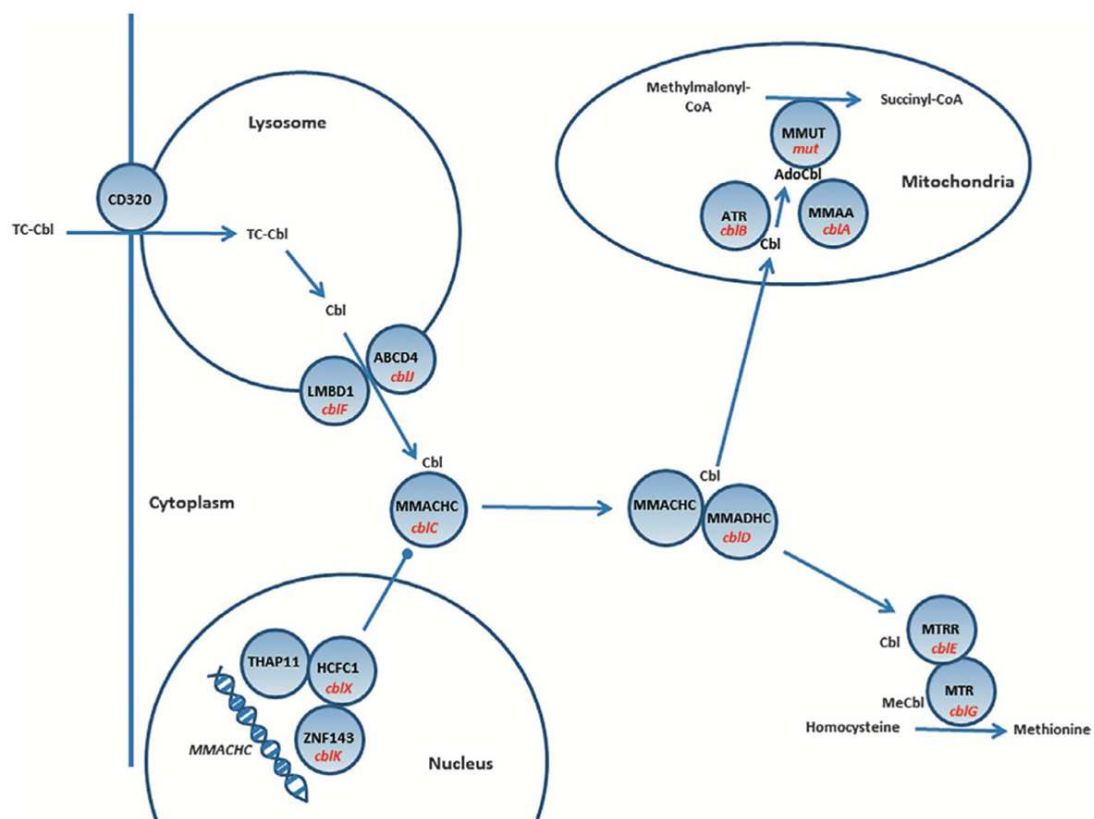 Lysosome
CD320
TC-Cbl
TC-Cbl
Cbl
ABCD4
cblJ
LMBD1
cblF
Cbl
MMACHC
cblC
Cytoplasm
THAP11
HCFC1
cblX
ZNF143
cblK
MMACHC
Nucleus
Methylmalonyl-
CoA
Succinyl-CoA
MMUT
mut
AdoCbl
Mitochondria
ATR
cblB
MMAA
cblA
Cbl
Cbl
MMACHC
MMADHC
cblD
MTRR
cblE
Cbl
MTR
cblG
MeCbl
Homocysteine
Methionine